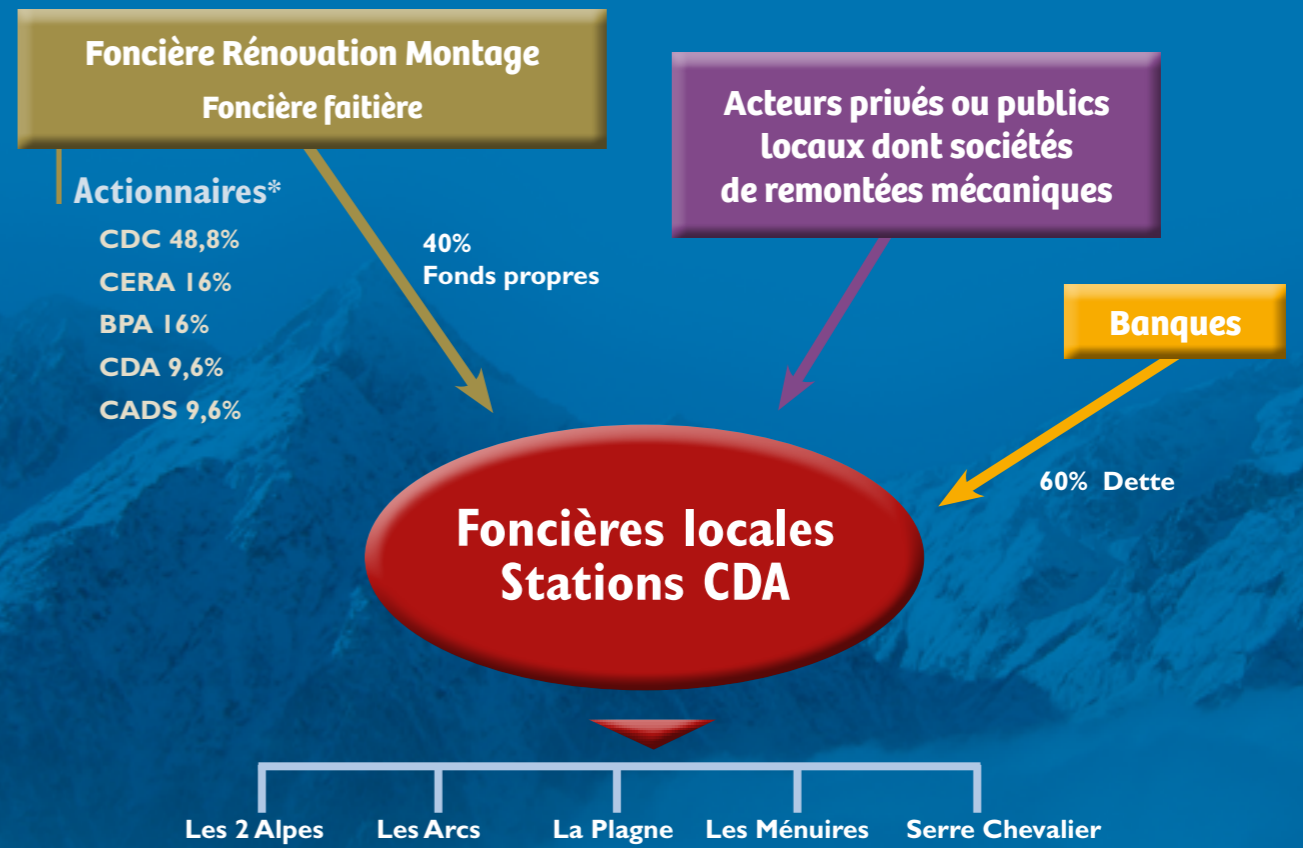 Foncière Rénovation Montage
Foncière faitière
Actionnaires*
CDC 48,8%
CERA 16%
BPA 16%
CDA 9,6%
CADS 9,6%
40%
Fonds propres
Acteurs privés ou publics
locaux dont sociétés
de remontées mécaniques
Banques
60% Dette
Foncières locales
Stations CDA
Les 2 Alpes
Les Arcs
La Plagne
Les Ménuires
Serre Chevalier